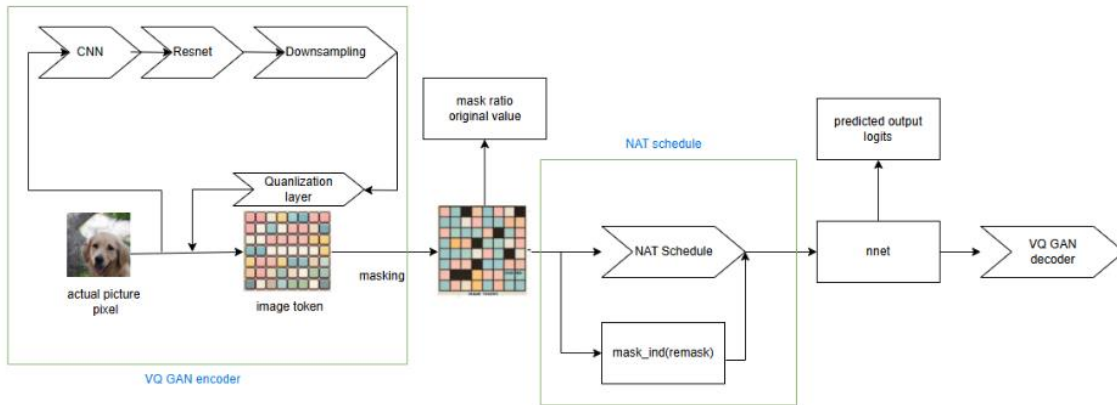 CNN
Resnet
Downsampling
mask ratio
original value
predicted output
logits
NAT schedule
Quanlization
layer
NAT Schedule
nnet
VQ GAN
decoder
masking
actual picture
pixel
image token
mask_ind(remask)
VQ GAN encoder